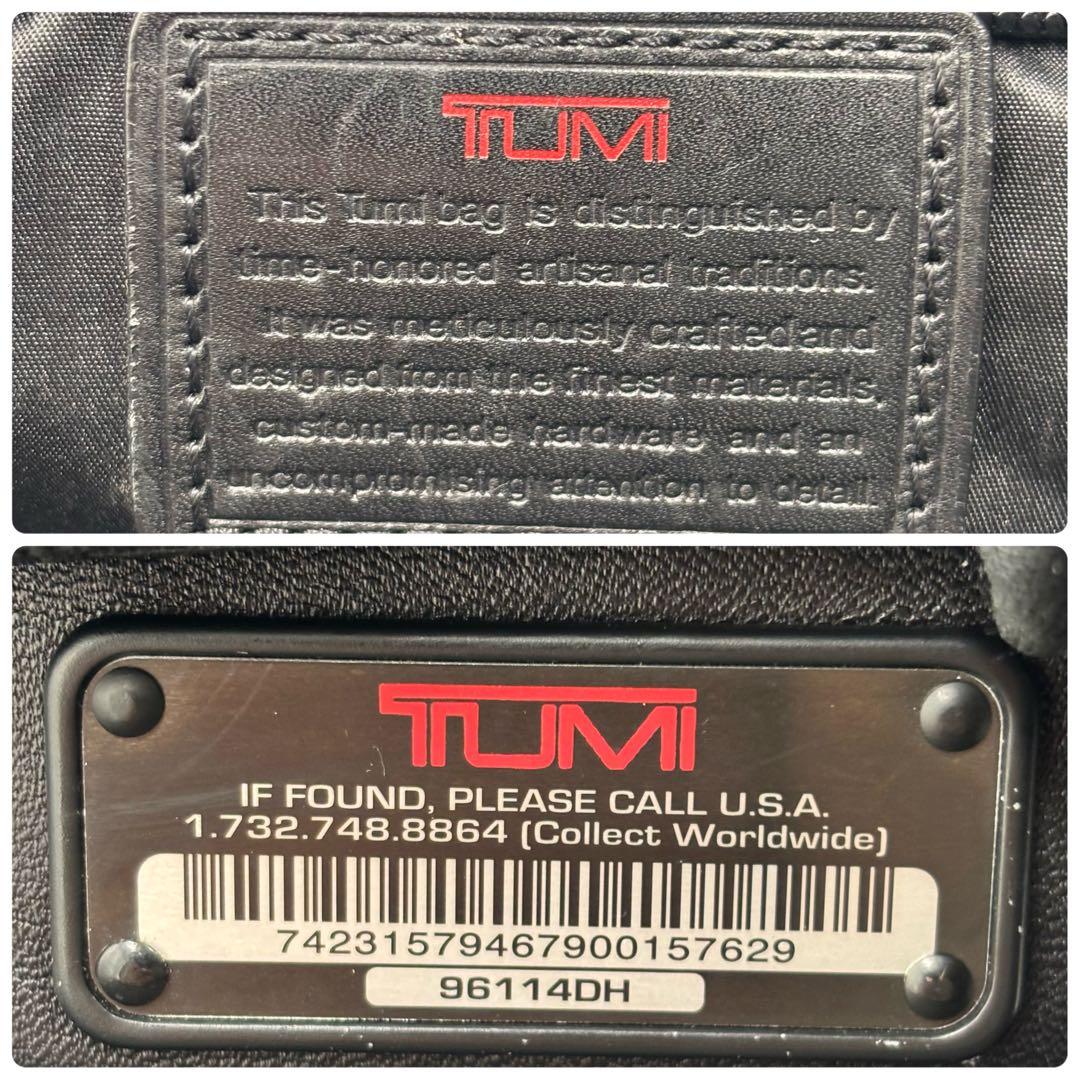 TUMI
This Tumi bag is distinguished by
time-honored artisanal traditions.
It was meticulously crafted and
designed from the finest materials,
custom-made hardware and an
uncompromising attention to detail.
TUMI
IF FOUND, PLEASE CALL U.S.A.
1.732.748.8864 (Collect Worldwide)
74231579467900157629
96114DH